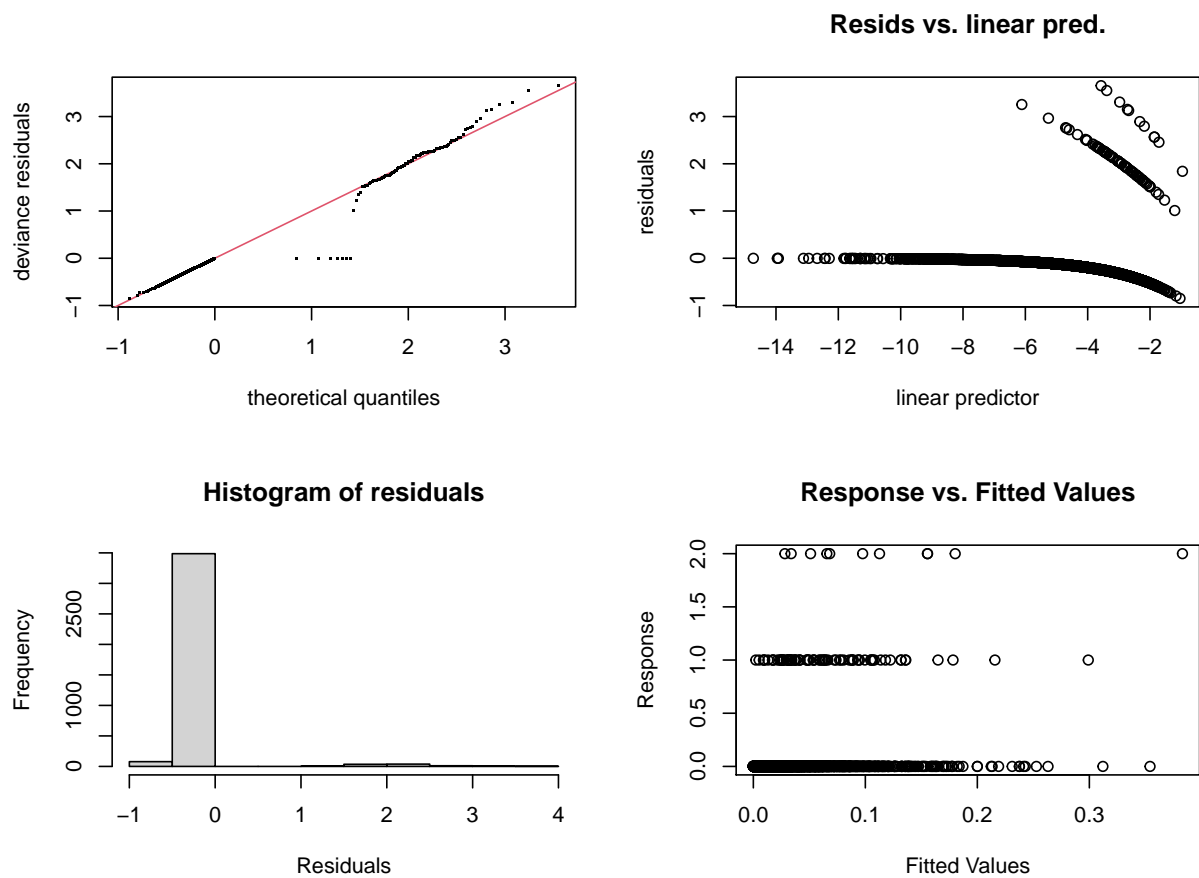 deviance residuals
3
2
1
0
−1
−1 0 1 2 3
theoretical quantiles
Resids vs. linear pred.
residuals
3
2
1
0
−1
−14 −12 −10 −8 −6 −4 −2
linear predictor
Histogram of residuals
Frequency
2500
1000
0
−1 0 1 2 3 4
Residuals
Response vs. Fitted Values
Response
2.0
1.5
1.0
0.5
0.0
0.0 0.1 0.2 0.3
Fitted Values